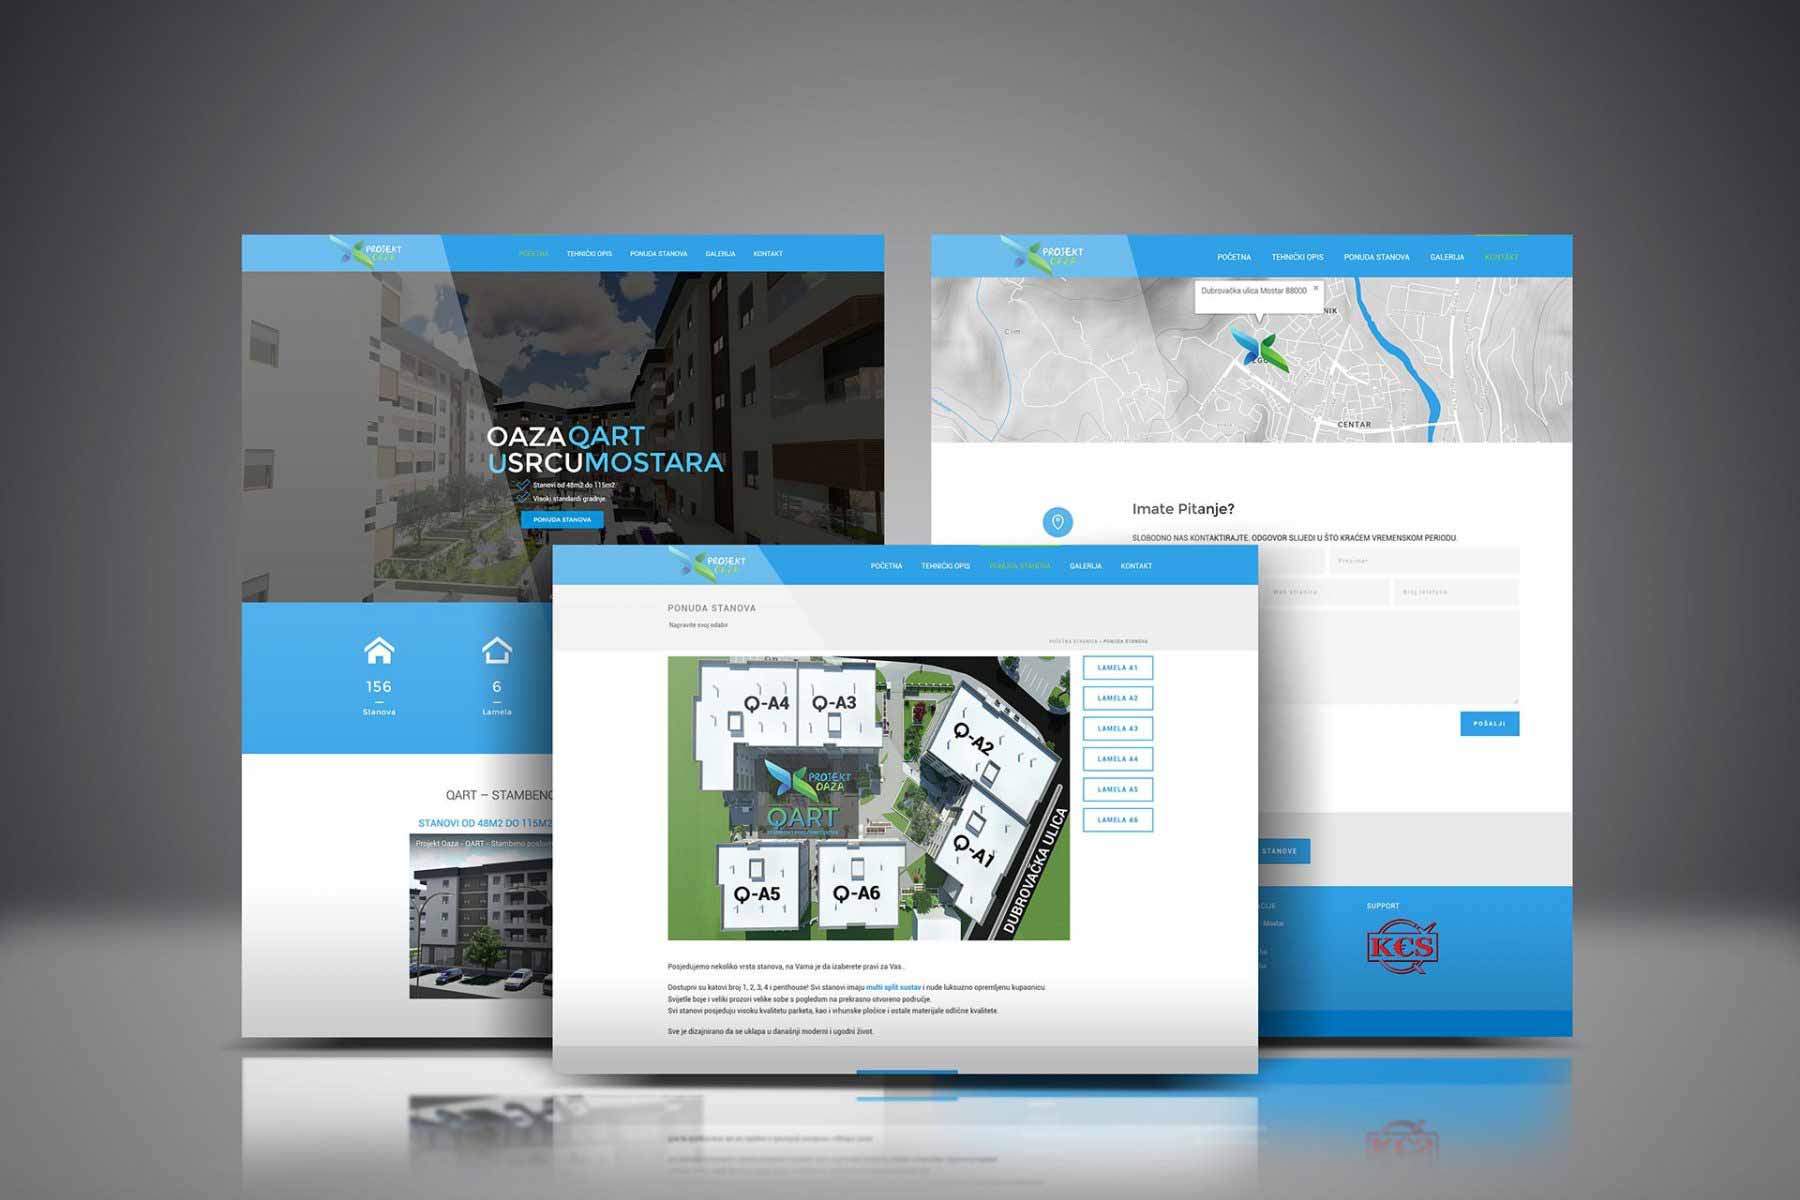 PROJEKT
OAZA
POČETNA
TEHNIČKI OPIS
PONUDA STANOVA
GALERIJA
KONTAKT
OAZAQART
USRCUMOSTARA
Stanovi od 48m2 do 115m2
Visoki standardi gradnje
PONUDA STANOVA
156
Stanova
6
Lamela
QART – STAMBENO
STANOVI OD 48M2 DO 115M2
Projekt Oaza - QART - Stambeno poslovn
PROJEKT
OAZA
POČETNA
TEHNIČKI OPIS
PONUDA STANOVA
GALERIJA
KONTAKT
Dubrovačka ulica Mostar 88000
NIK
Cim
CENTAR
Imate Pitanje?
SLOBODNO NAS KONTAKTIRAJTE, ODGOVOR SLIJEDI U ŠTO KRAĆEM VREMENSKOM PERIODU.
Prezime*
Web stranica
Broj telefona
POŠALJI
STANOVE
CIJE
Mostar
SUPPORT
K€S
PROJEKT
OAZA
POČETNA
TEHNIČKI OPIS
PONUDA STANOVA
GALERIJA
KONTAKT
PONUDA STANOVA
Napravite svoj odabir
POČETNA STRANICA » PONUDA STANOVA
Q-A4
Q-A3
Q-A2
Q-A1
Q-A5
Q-A6
PROJEKT
OAZA
QART
DUBROVAČKA ULICA
LAMELA A1
LAMELA A2
LAMELA A3
LAMELA A4
LAMELA A5
LAMELA A6
Posjedujemo nekoliko vrsta stanova, na Vama je da izaberete pravi za Vas..
Dostupni su katovi broj 1, 2, 3, 4 i penthouse! Svi stanovi imaju multi split sustav i nude luksuzno opremljenu kupaonicu.
Svijetle boje i veliki prozori velike sobe s pogledom na prekrasno otvoreno područje.
Svi stanovi posjeduju visoku kvalitetu parketa, kao i vrhunske pločice i ostale materijale odlične kvalitete.
Sve je dizajnirano da se uklapa u današnji moderni i ugodni život.